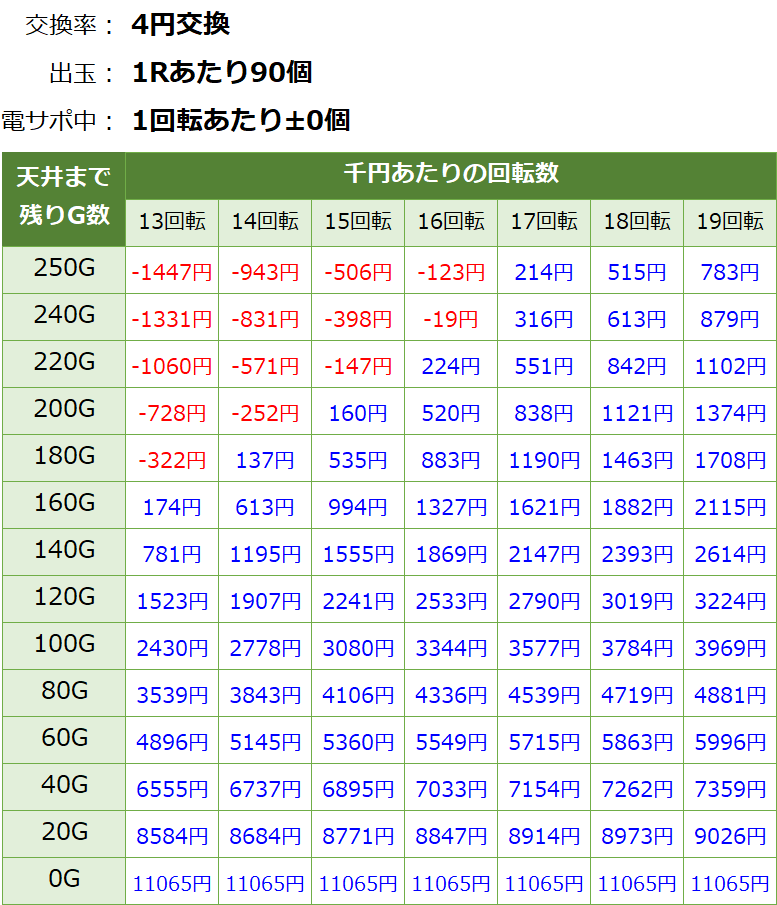 交換率： 4円交換
出玉： 1Rあたり90個
電サポ中： 1回転あたり±0個
天井まで残りG数 千円あたりの回転数
13回転 14回転 15回転 16回転 17回転 18回転 19回転
250G -1447円 -943円 -506円 -123円 214円 515円 783円
240G -1331円 -831円 -398円 -19円 316円 613円 879円
220G -1060円 -571円 -147円 224円 551円 842円 1102円
200G -728円 -252円 160円 520円 838円 1121円 1374円
180G -322円 137円 535円 883円 1190円 1463円 1708円
160G 174円 613円 994円 1327円 1621円 1882円 2115円
140G 781円 1195円 1555円 1869円 2147円 2393円 2614円
120G 1523円 1907円 2241円 2533円 2790円 3019円 3224円
100G 2430円 2778円 3080円 3344円 3577円 3784円 3969円
80G 3539円 3843円 4106円 4336円 4539円 4719円 4881円
60G 4896円 5145円 5360円 5549円 5715円 5863円 5996円
40G 6555円 6737円 6895円 7033円 7154円 7262円 7359円
20G 8584円 8684円 8771円 8847円 8914円 8973円 9026円
0G 11065円 11065円 11065円 11065円 11065円 11065円 11065円